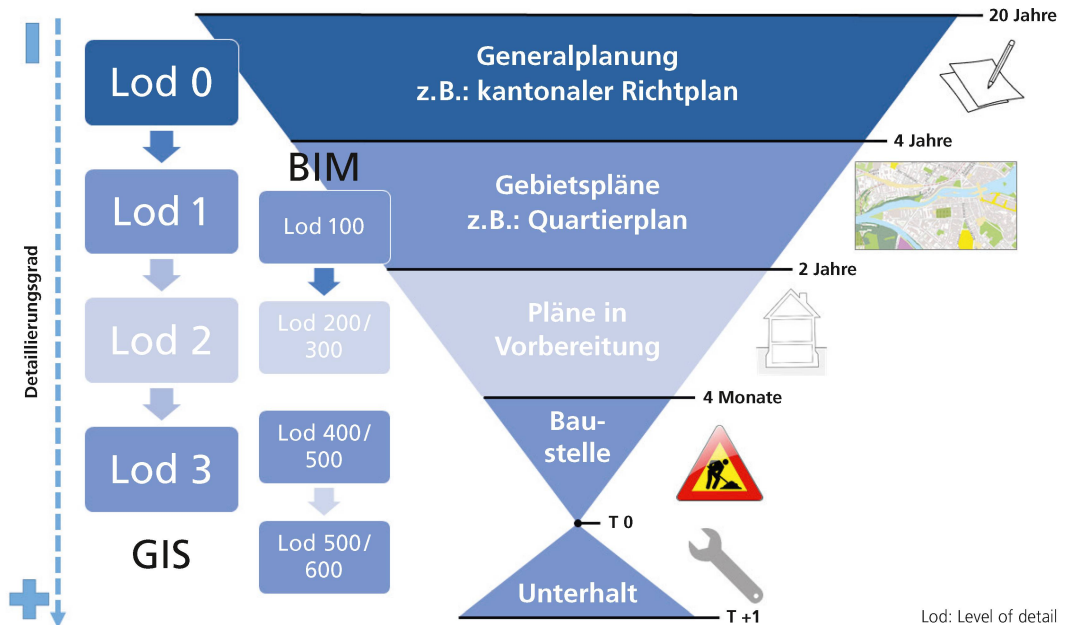 20 Jahre
Generalplanung
z.B.: kantonaler Richtplan
Lod 0
4 Jahre
BIM
Lod 1
Lod 100
Gebietspläne
z.B.: Quartierplan
2 Jahre
Detaillierungsgrad
Lod 2
Lod 200/
300
Pläne in
Vorbereitung
4 Monate
Lod 3
Lod 400/
500
Bau-
stelle
T 0
GIS
Lod 500/
600
Unterhalt
T +1
Lod: Level of detail